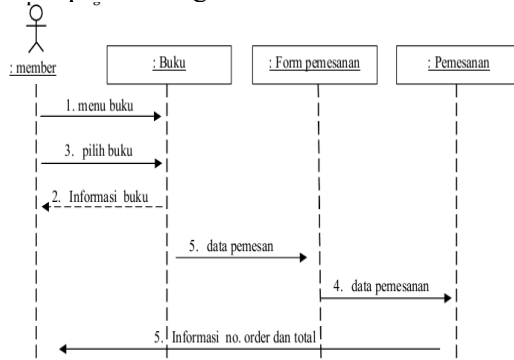 : member
: Buku
: Form pemesanan
: Pemesanan
1. menu buku
3. pilih buku
2. Informasi buku
5. data pemesan
4. data pemesanan
5. Informasi no. order dan total